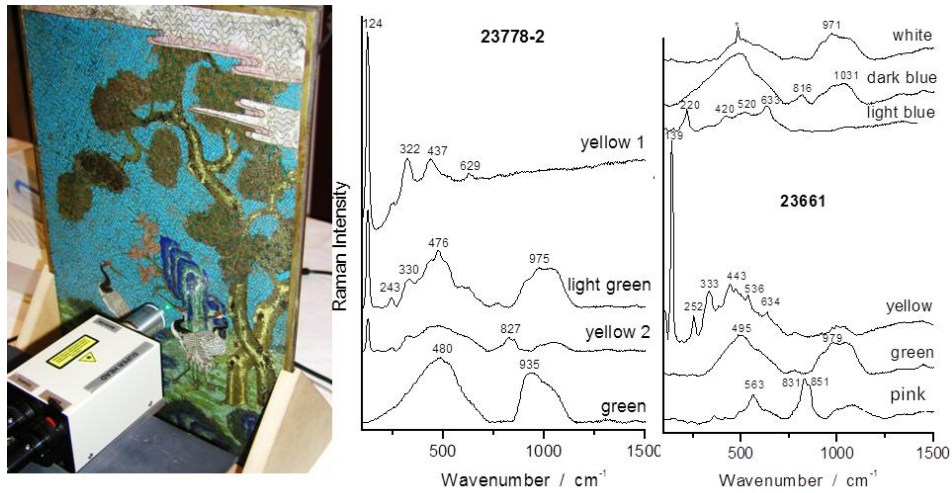 23778-2
124
322
437
629
yellow 1
476
243
330
975
light green
827
yellow 2
480
935
green
Raman Intensity
500
1000
1500
Wavenumber / cm-1
*
971
white
816
1031
dark blue
220
420
520
633
light blue
139
23661
252
333
443
536
634
yellow
495
979
green
563
831
851
pink
500
1000
1500
Wavenumber / cm-1